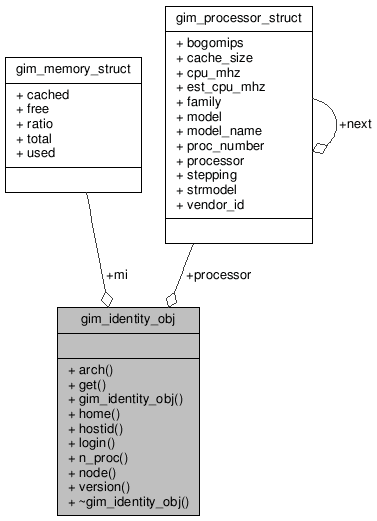 gim_memory_struct
+ cached
+ free
+ ratio
+ total
+ used
gim_processor_struct
+ bogomips
+ cache_size
+ cpu_mhz
+ est_cpu_mhz
+ family
+ model
+ model_name
+ proc_number
+ processor
+ stepping
+ strmodel
+ vendor_id
+next
+mi
+processor
gim_identity_obj
+ arch()
+ get()
+ gim_identity_obj()
+ home()
+ hostid()
+ login()
+ n_proc()
+ node()
+ version()
+ ~gim_identity_obj()